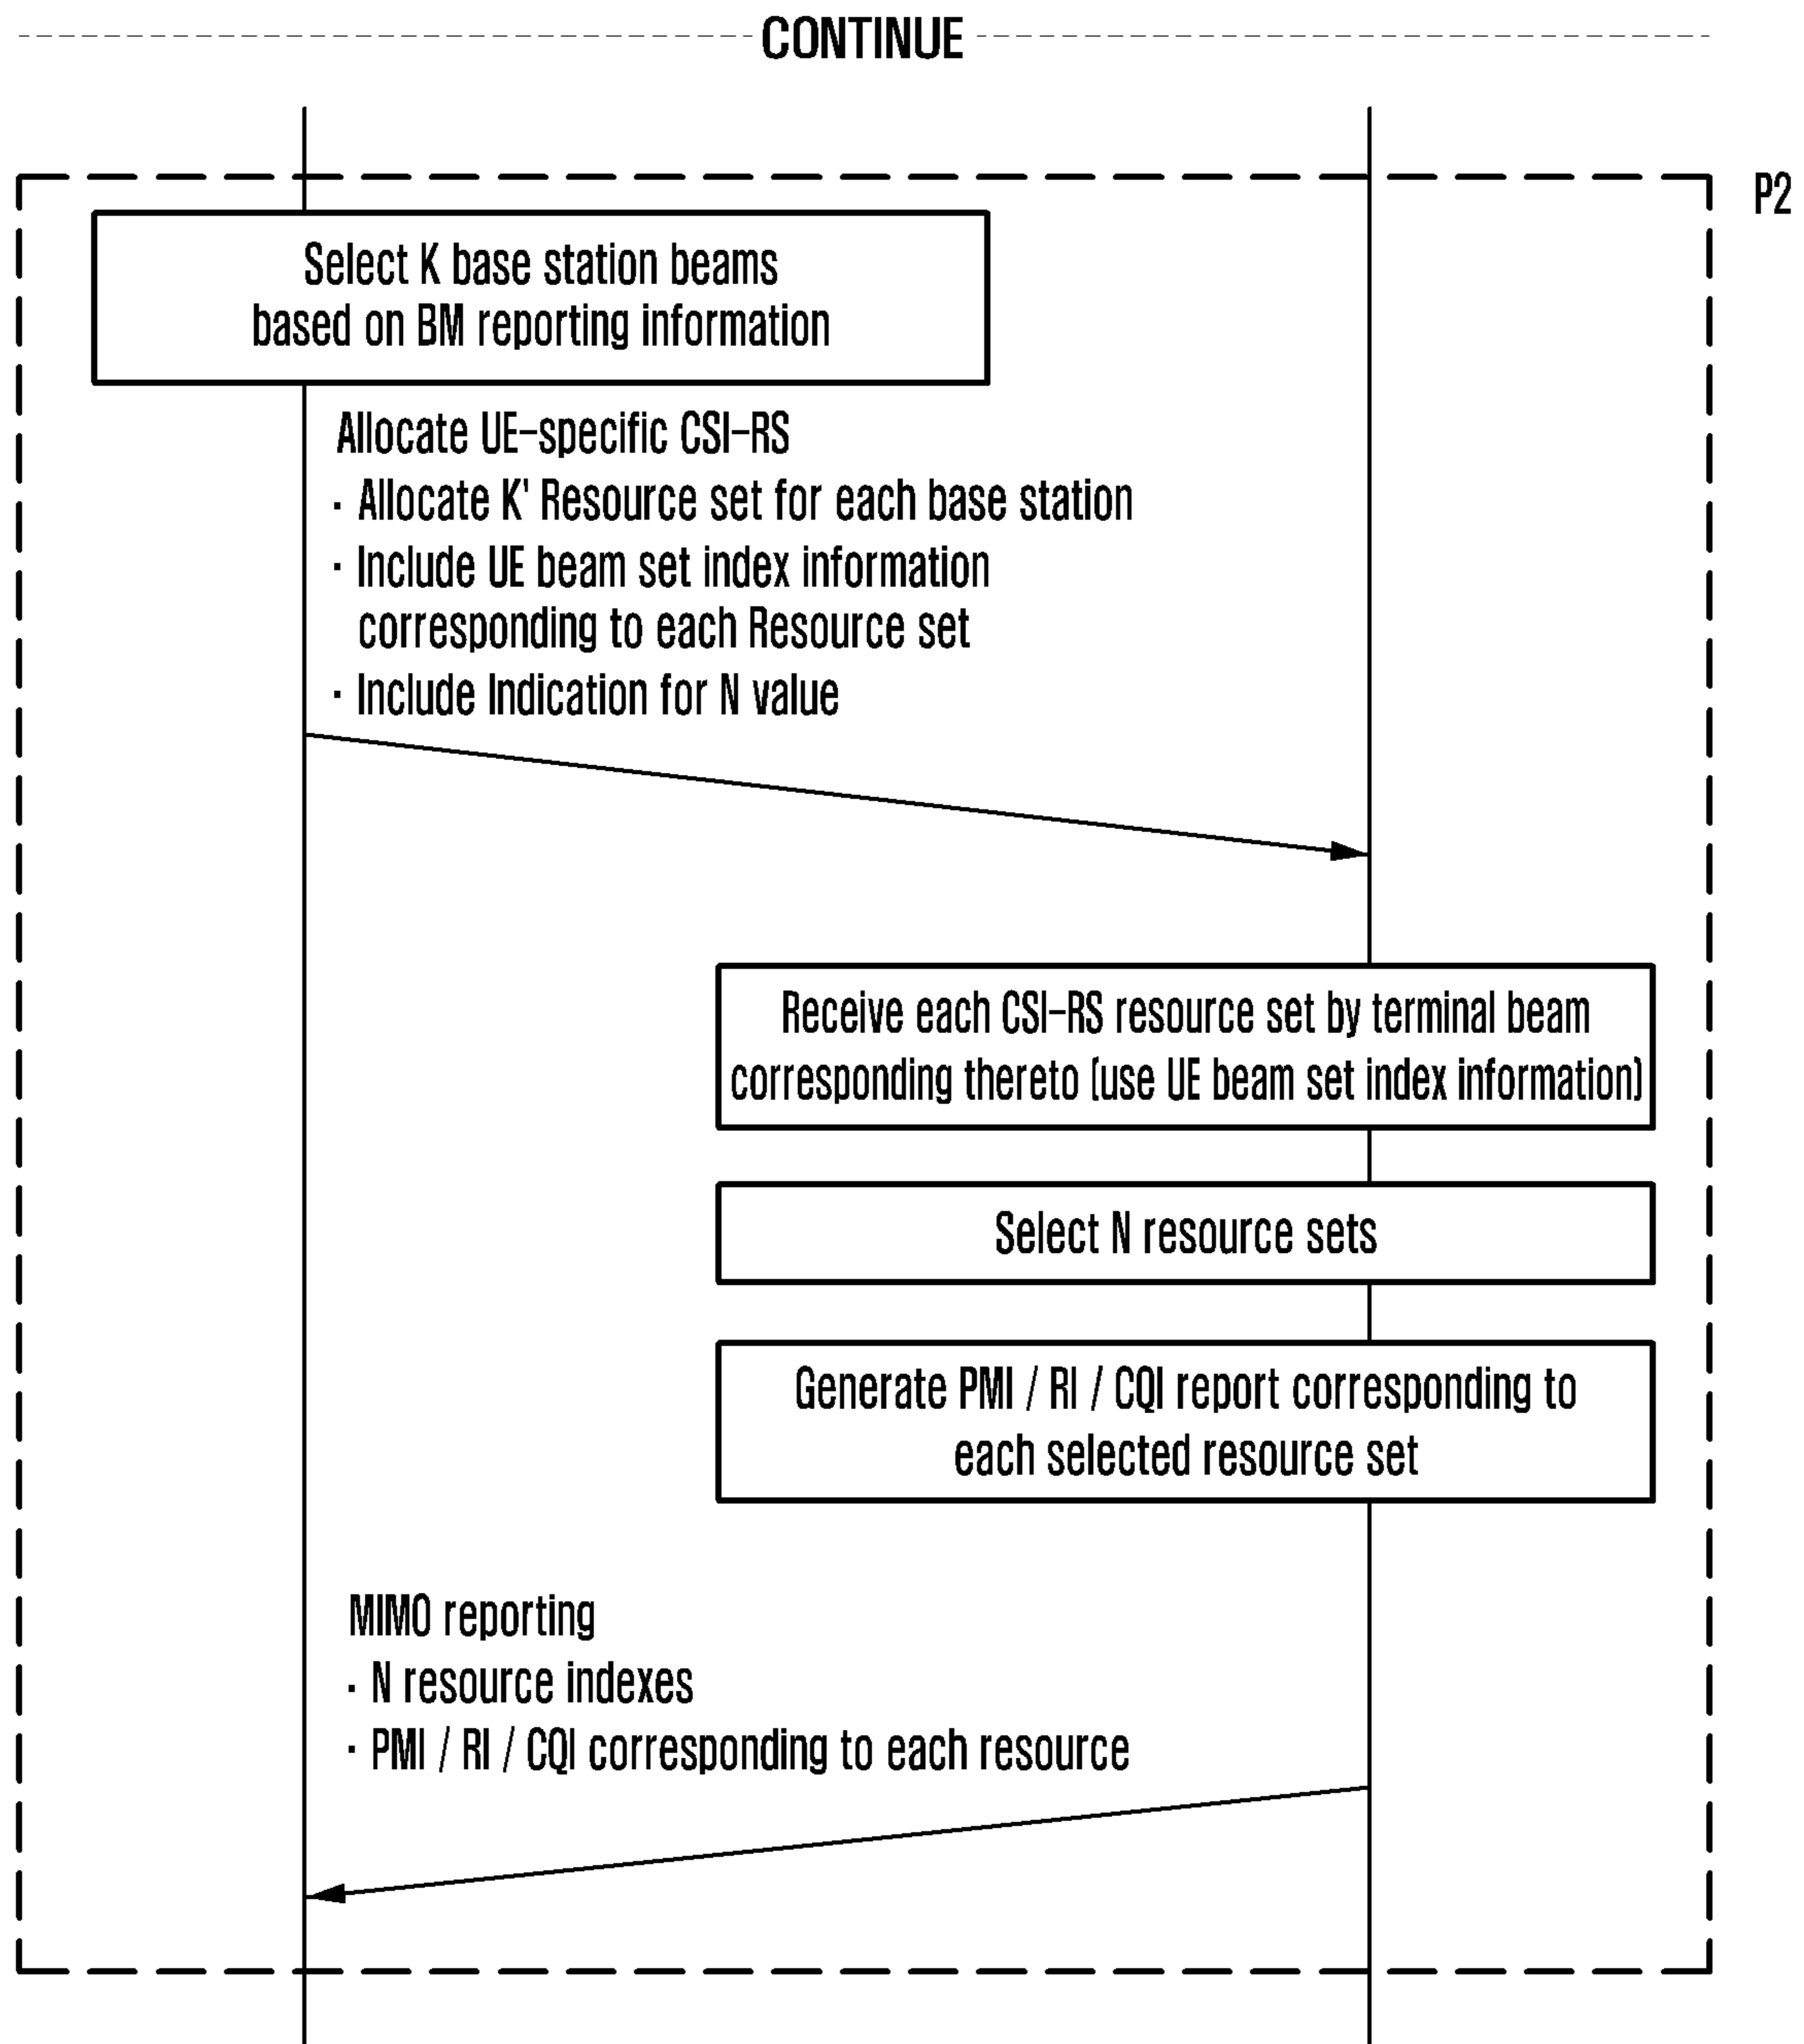 CONTINUE
P2
Select K base station beams
based on BM reporting information
Allocate UE-specific CSI-RS
· Allocate K' Resource set for each base station
· Include UE beam set index information
corresponding to each Resource set
· Include Indication for N value
Receive each CSI-RS resource set by terminal beam
corresponding thereto (use UE beam set index information)
Select N resource sets
Generate PMI / RI / CQI report corresponding to
each selected resource set
MIMO reporting
· N resource indexes
· PMI / RI / CQI corresponding to each resource